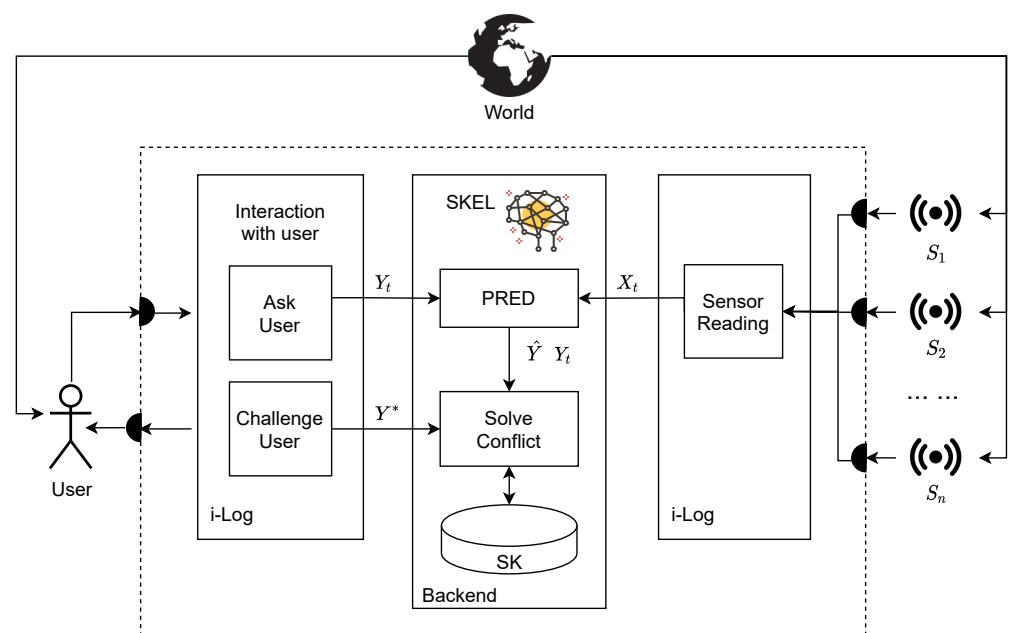 World
Interaction
with user
Ask
User
Challenge
User
i-Log
User
SKEL
Y_t
PRED
X_t
Ŷ Y_t
Y*
Solve
Conflict
SK
Backend
Sensor
Reading
i-Log
S_1
S_2
... ...
S_n